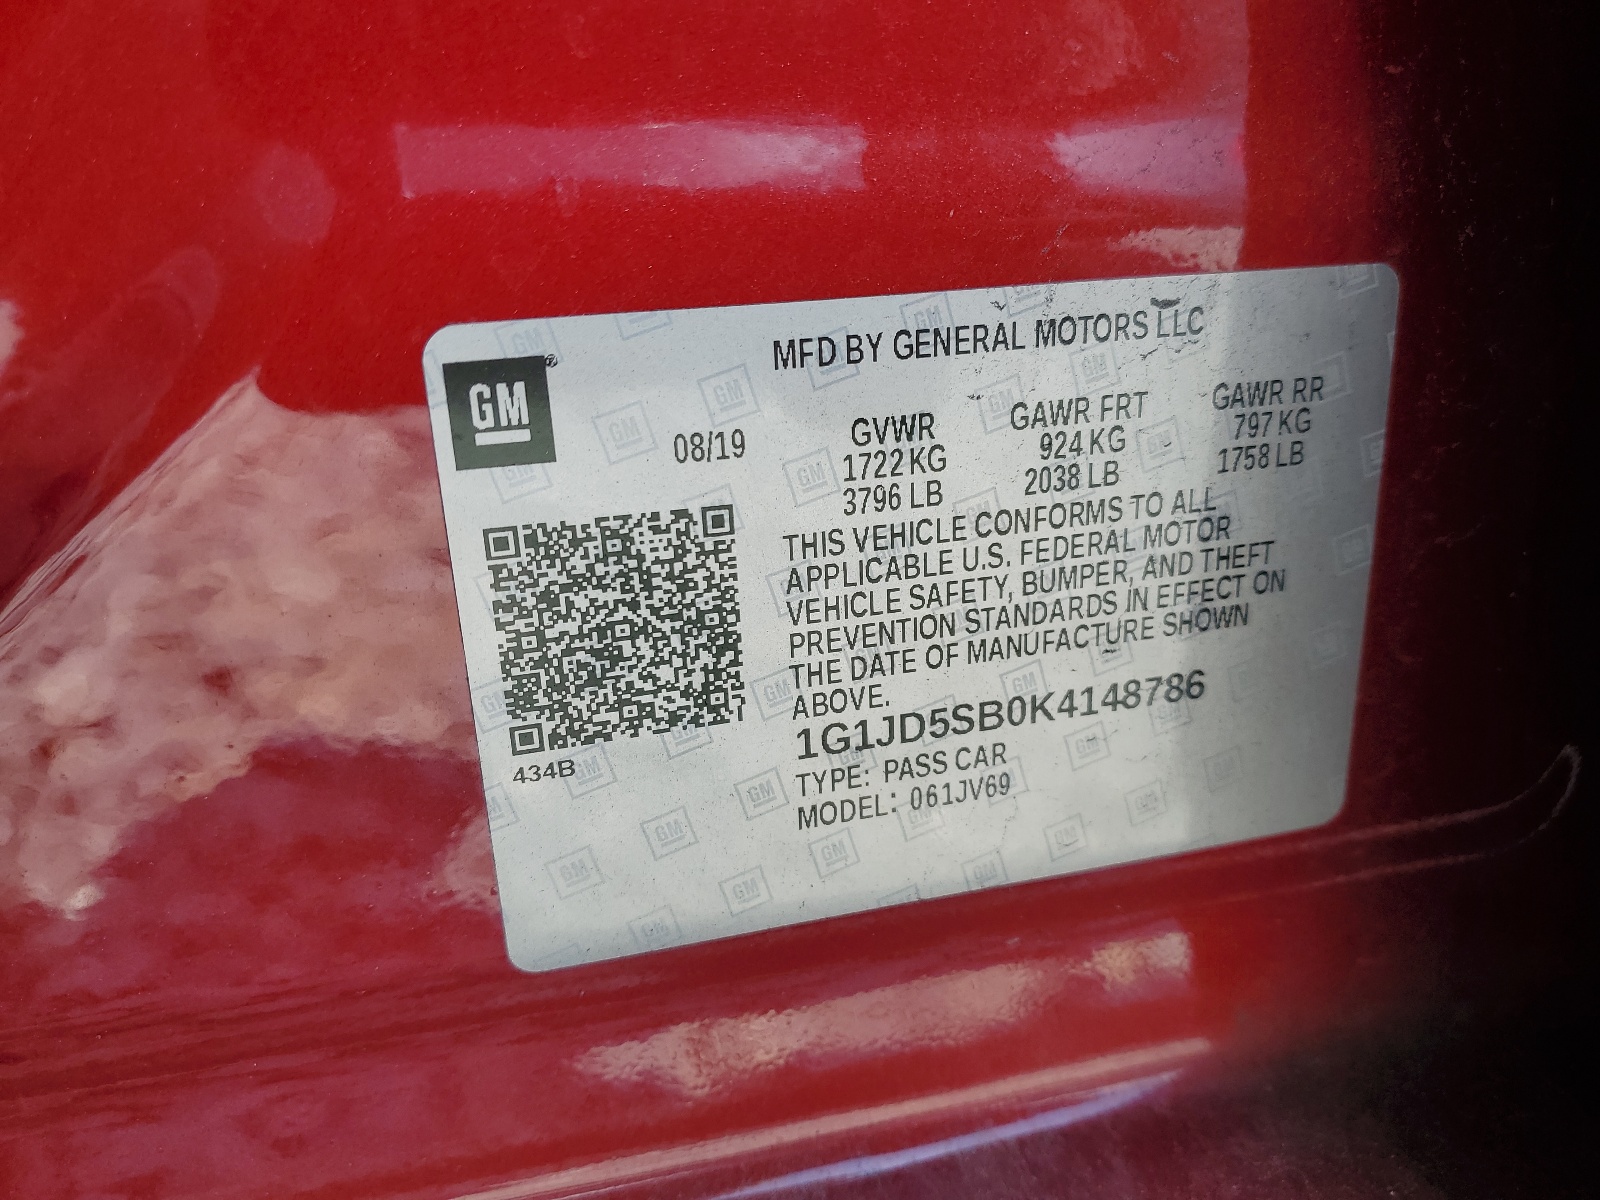 MFD BY GENERAL MOTORS LLC
GM®
08/19
GVWR GAWR FRT GAWR RR
1722 KG 924 KG 797 KG
3796 LB 2038 LB 1758 LB
THIS VEHICLE CONFORMS TO ALL
APPLICABLE U.S. FEDERAL MOTOR
VEHICLE SAFETY, BUMPER, AND THEFT
PREVENTION STANDARDS IN EFFECT ON
THE DATE OF MANUFACTURE SHOWN
ABOVE.
1G1JD5SB0K4148786
TYPE: PASS CAR
MODEL: 061JV69
434B